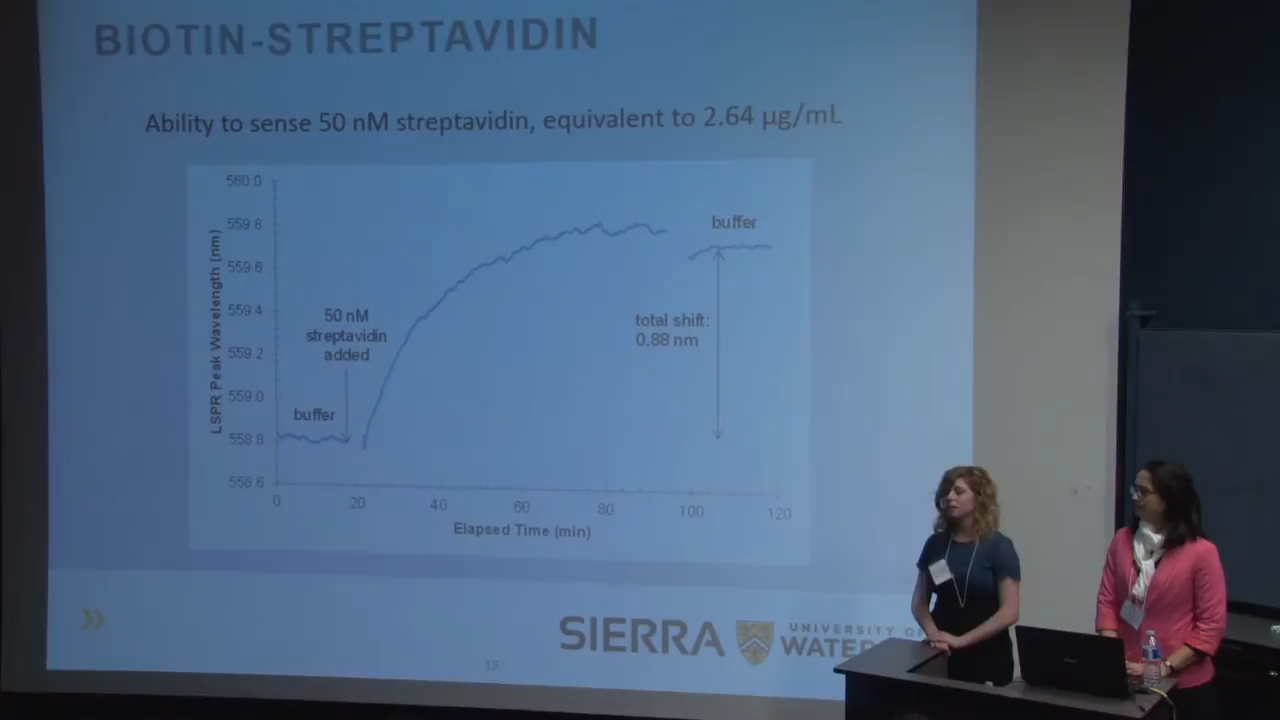 BIOTIN-STREPTAVIDIN
Ability to sense 50 nM streptavidin, equivalent to 2.64 µg/mL
560.0
559.8
559.6
559.4
559.2
559.0
558.8
558.6
LSPR Peak Wavelength (nm)
buffer
50 nM
streptavidin
added
total shift:
0.88 nm
buffer
0
20
40
60
80
100
120
Elapsed Time (min)
SIERRA
UNIVERSITY OF
18